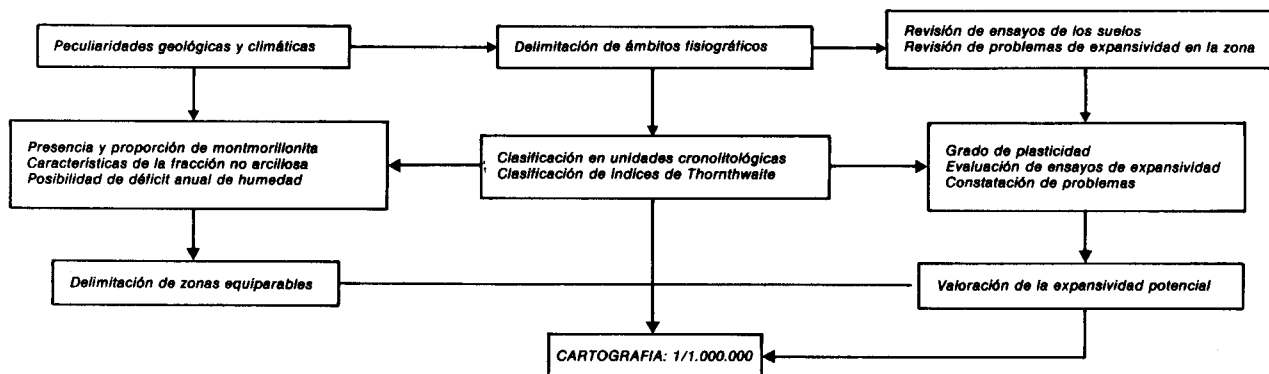 Peculiaridades geológicas y climáticas
Delimitación de ámbitos fisiográficos
Revisión de ensayos de los suelos
Revisión de problemas de expansividad en la zona
Presencia y proporción de montmorillonita
Características de la fracción no arcillosa
Posibilidad de déficit anual de humedad
Clasificación en unidades cronolitológicas
Clasificación de índices de Thornthwaite
Grado de plasticidad
Evaluación de ensayos de expansividad
Constatación de problemas
Delimitación de zonas equiparables
Valoración de la expansividad potencial
CARTOGRAFIA: 1/1.000.000